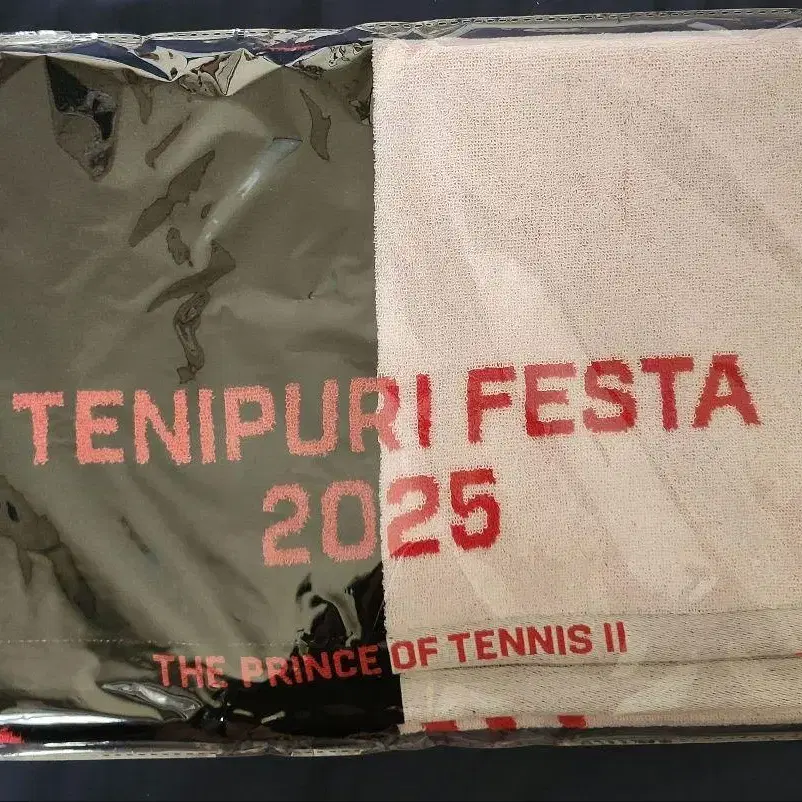 TENIPURI FESTA
2025
THE PRINCE OF TENNIS II